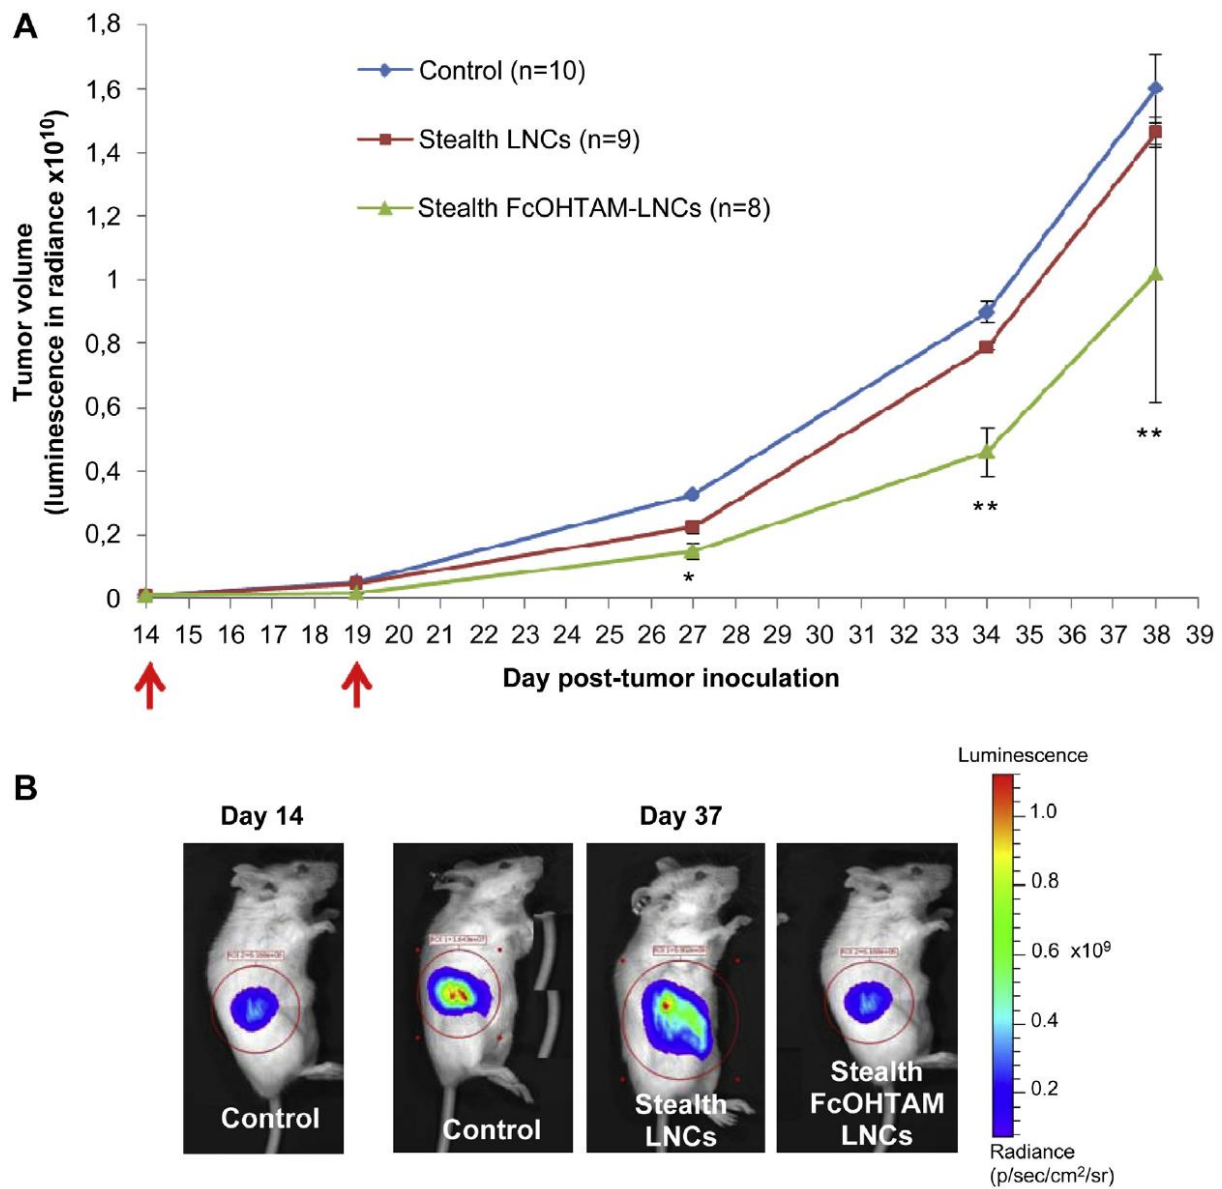 A
1,8
1,6
1,4
1,2
1
0,8
0,6
0,4
0,2
0
Tumor volume
(luminescence in radiance x10¹⁰)
Control (n=10)
Stealth LNCs (n=9)
Stealth FcOHTAM-LNCs (n=8)
*
**
**
14 15 16 17 18 19 20 21 22 23 24 25 26 27 28 29 30 31 32 33 34 35 36 37 38 39
Day post-tumor inoculation
B
Day 14
Day 37
Control
Control
Stealth
LNCs
Stealth
FcOHTAM
LNCs
Luminescence
1.0
0.8
0.6
x10⁹
0.4
0.2
Radiance
(p/sec/cm²/sr)